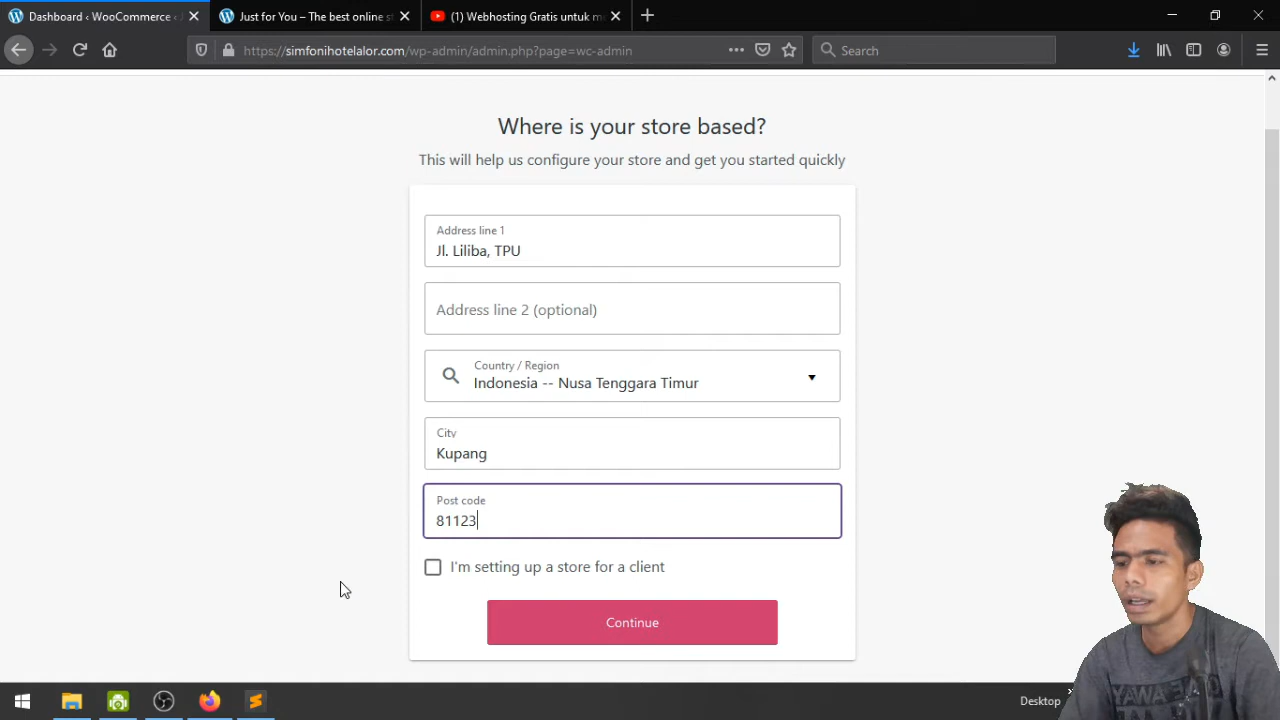 Dashboard ‹ WooCommerce ‹
Just for You – The best online s
(1) Webhosting Gratis untuk m
https://simfonihotelalor.com/wp-admin/admin.php?page=wc-admin
Search
Where is your store based?
This will help us configure your store and get you started quickly
Address line 1
Jl. Liliba, TPU
Address line 2 (optional)
Country / Region
Indonesia -- Nusa Tenggara Timur
City
Kupang
Post code
81123
I'm setting up a store for a client
Continue
Desktop